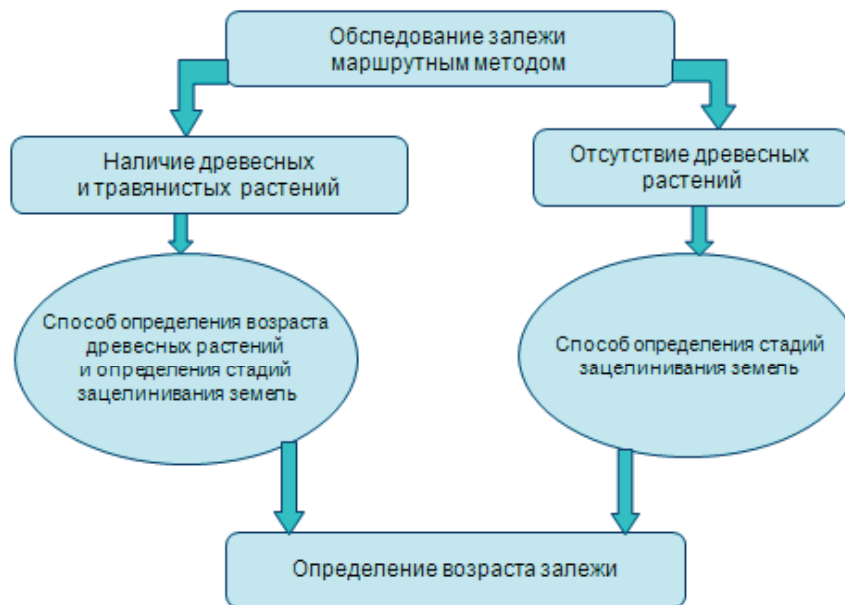 Обследование залежи
маршрутным методом
Наличие древесных
и травянистых растений
Отсутствие древесных
растений
Способ определения возраста
древесных растений
и определения стадий
зацелинивания земель
Способ определения стадий
зацелинивания земель
Определение возраста залежи